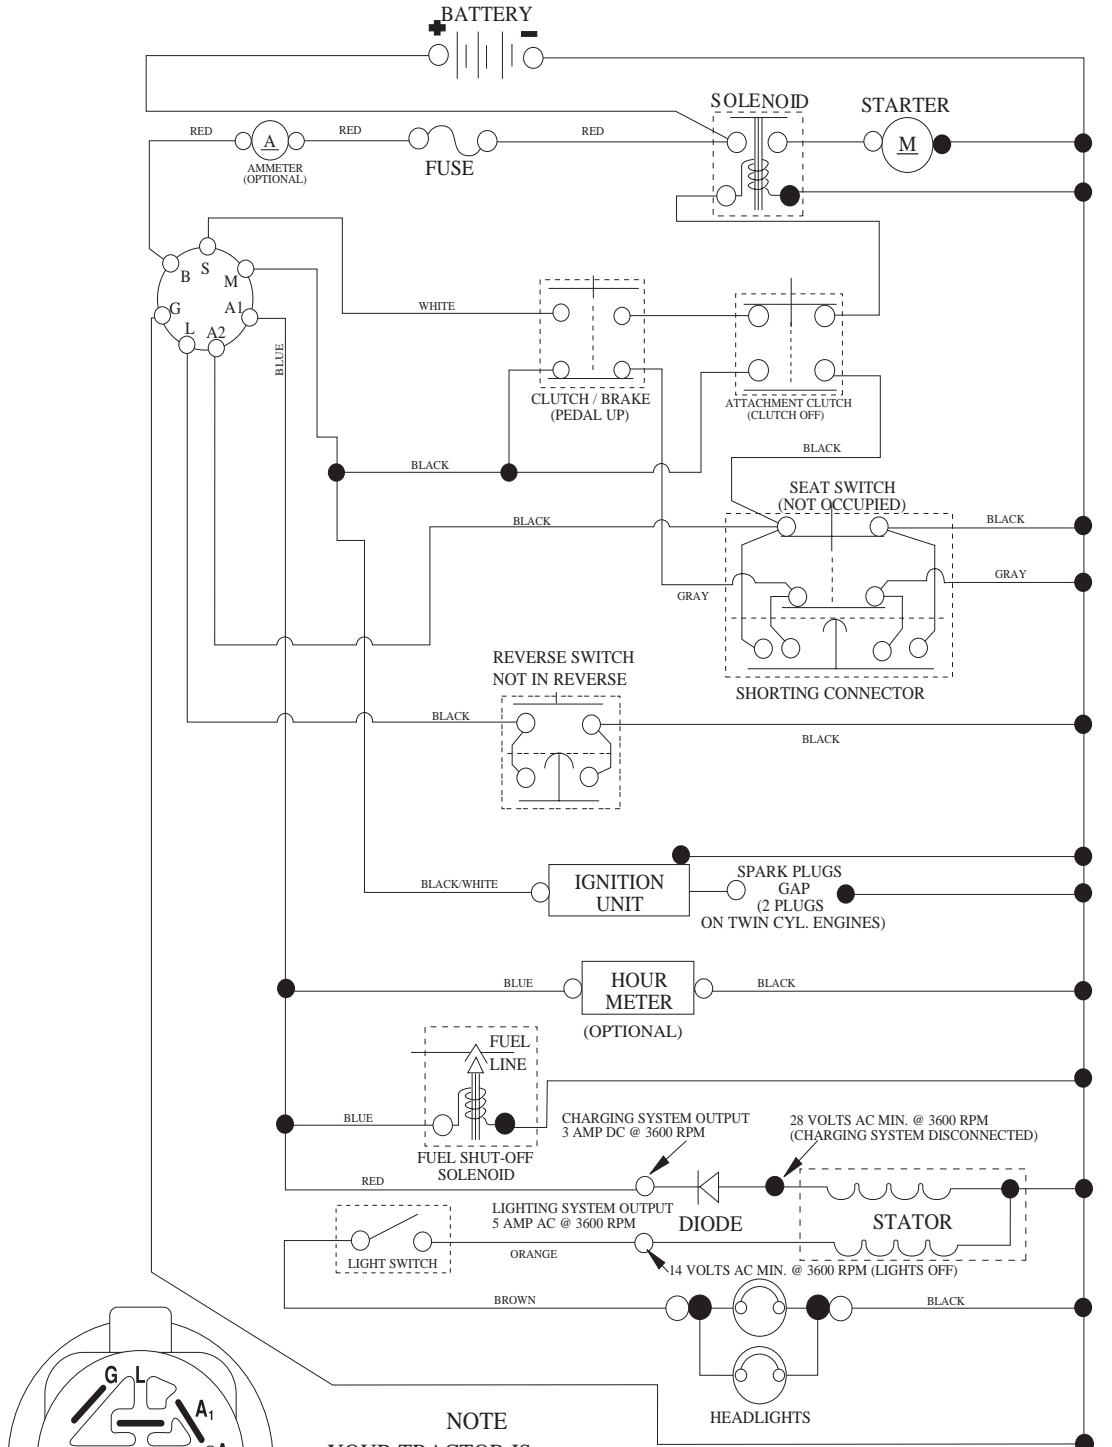 BATTERY
SOLENOID
STARTER
RED
A
RED
RED
M
AMMETER
(OPTIONAL)
FUSE
B
S
M
G
A1
L
A2
WHITE
BLUE
CLUTCH / BRAKE
(PEDAL UP)
ATTACHMENT CLUTCH
(CLUTCH OFF)
BLACK
BLACK
SEAT SWITCH
(NOT OCCUPIED)
BLACK
BLACK
GRAY
GRAY
REVERSE SWITCH
NOT IN REVERSE
SHORTING CONNECTOR
BLACK
BLACK
BLACK/WHITE
IGNITION
UNIT
SPARK PLUGS
GAP
(2 PLUGS
ON TWIN CYL. ENGINES)
BLUE
HOUR
METER
BLACK
(OPTIONAL)
FUEL
LINE
BLUE
CHARGING SYSTEM OUTPUT
3 AMP DC @ 3600 RPM
28 VOLTS AC MIN. @ 3600 RPM
(CHARGING SYSTEM DISCONNECTED)
FUEL SHUT-OFF
SOLENOID
RED
LIGHTING SYSTEM OUTPUT
5 AMP AC @ 3600 RPM
DIODE
STATOR
ORANGE
LIGHT SWITCH
14 VOLTS AC MIN. @ 3600 RPM (LIGHTS OFF)
BROWN
BLACK
HEADLIGHTS
G L
A1
NOTE
YOUR TRACTOR IS